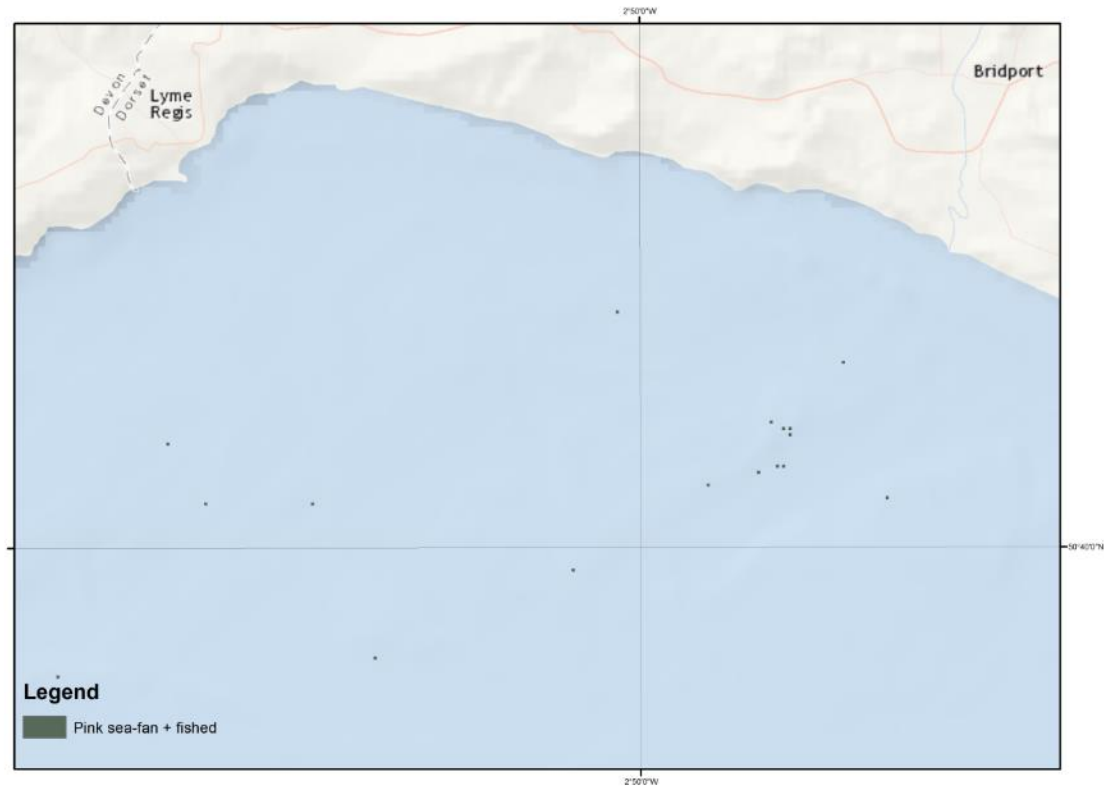 2°50'0"W
Devon
Dorset
Lyme
Regis
Bridport
50°40'0"N
Legend
Pink sea-fan + fished
2°50'0"W